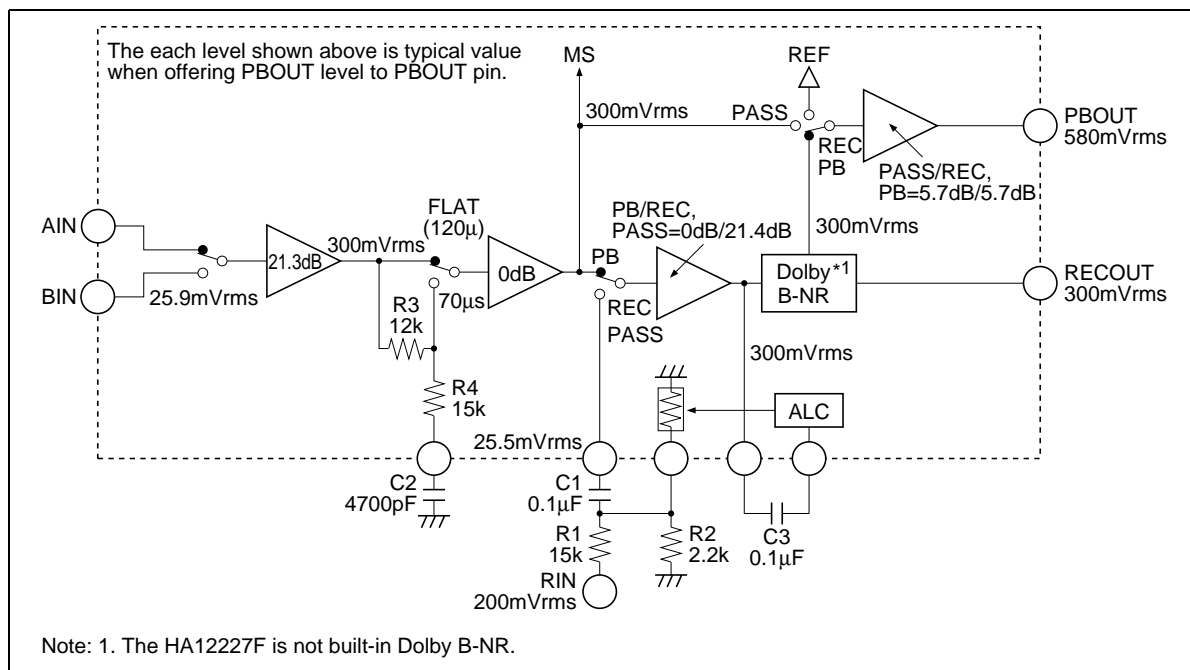 The each level shown above is typical value
when offering PBOUT level to PBOUT pin.
MS
REF
300mVrms
PASS
REC
PB
PBOUT
580mVrms
PASS/REC,
PB=5.7dB/5.7dB
AIN
BIN
25.9mVrms
21.3dB
300mVrms
FLAT
(120μ)
70μs
0dB
PB
REC
PASS
PB/REC,
PASS=0dB/21.4dB
300mVrms
Dolby*1
B-NR
RECOUT
300mVrms
300mVrms
R3
12k
R4
15k
ALC
25.5mVrms
C2
4700pF
C1
0.1μF
R1
15k
R2
2.2k
C3
0.1μF
RIN
200mVrms
Note: 1. The HA12227F is not built-in Dolby B-NR.